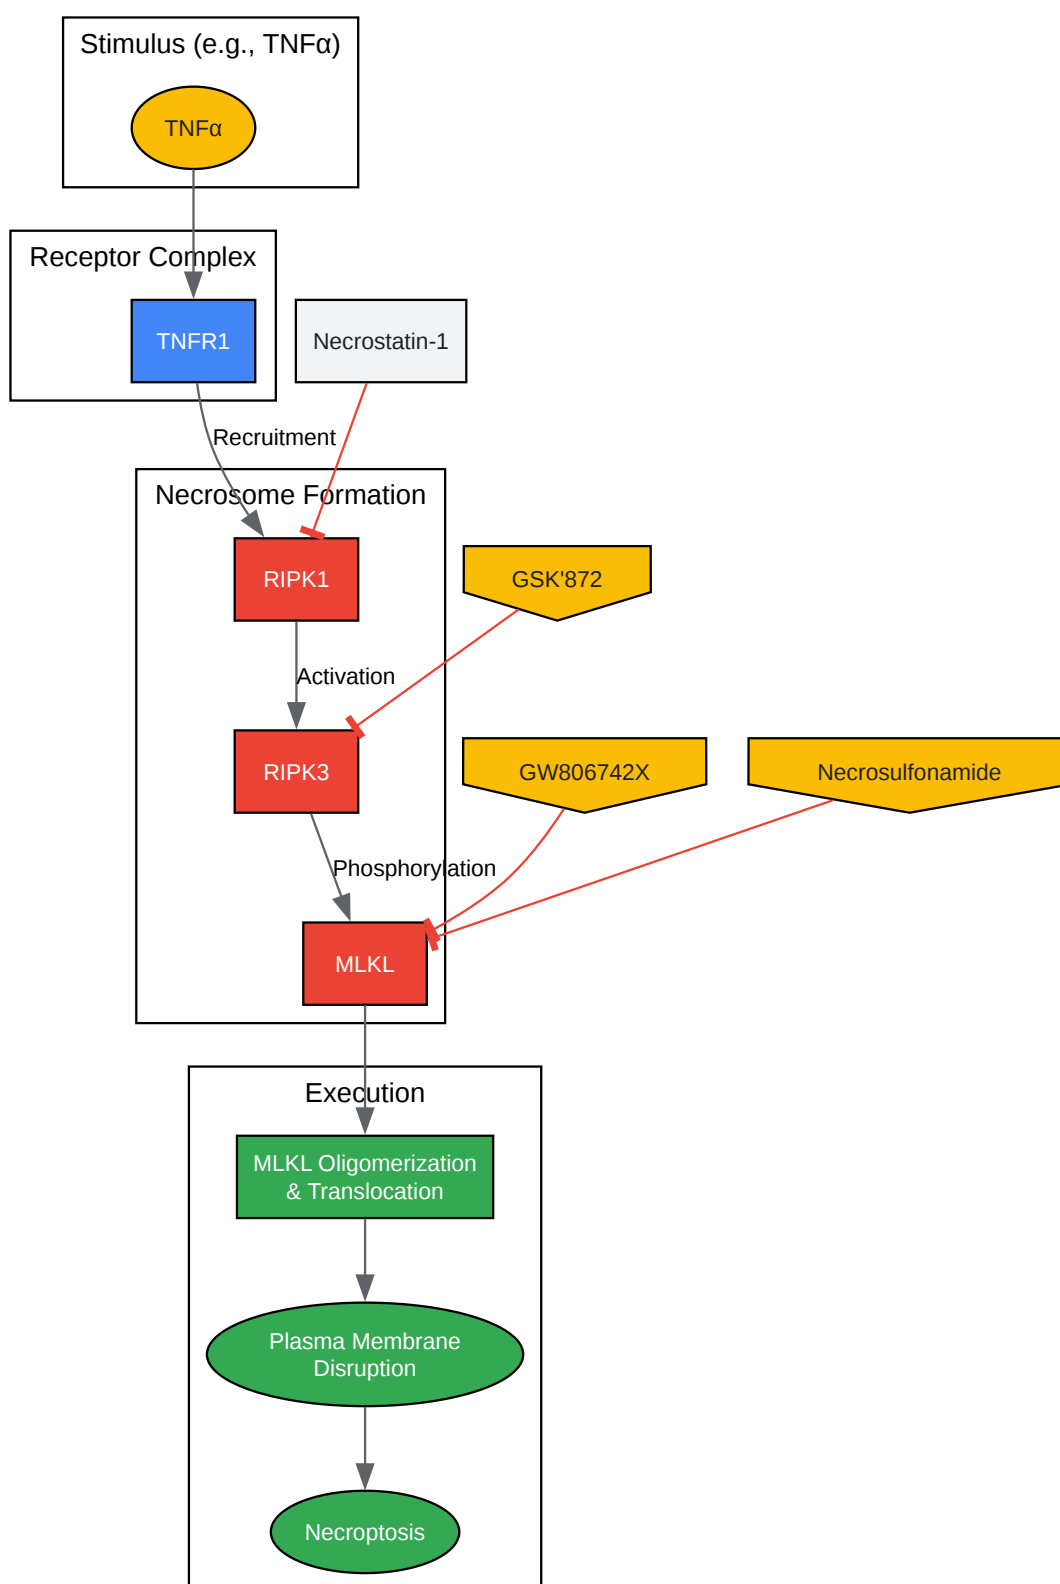 Stimulus (e.g., TNFα)
TNFα
Receptor Complex
TNFR1
Necrostatin-1
Recruitment
Necrosome Formation
RIPK1
GSK'872
Activation
RIPK3
GW806742X
Necrosulfonamide
Phosphorylation
MLKL
Execution
MLKL Oligomerization
& Translocation
Plasma Membrane
Disruption
Necroptosis